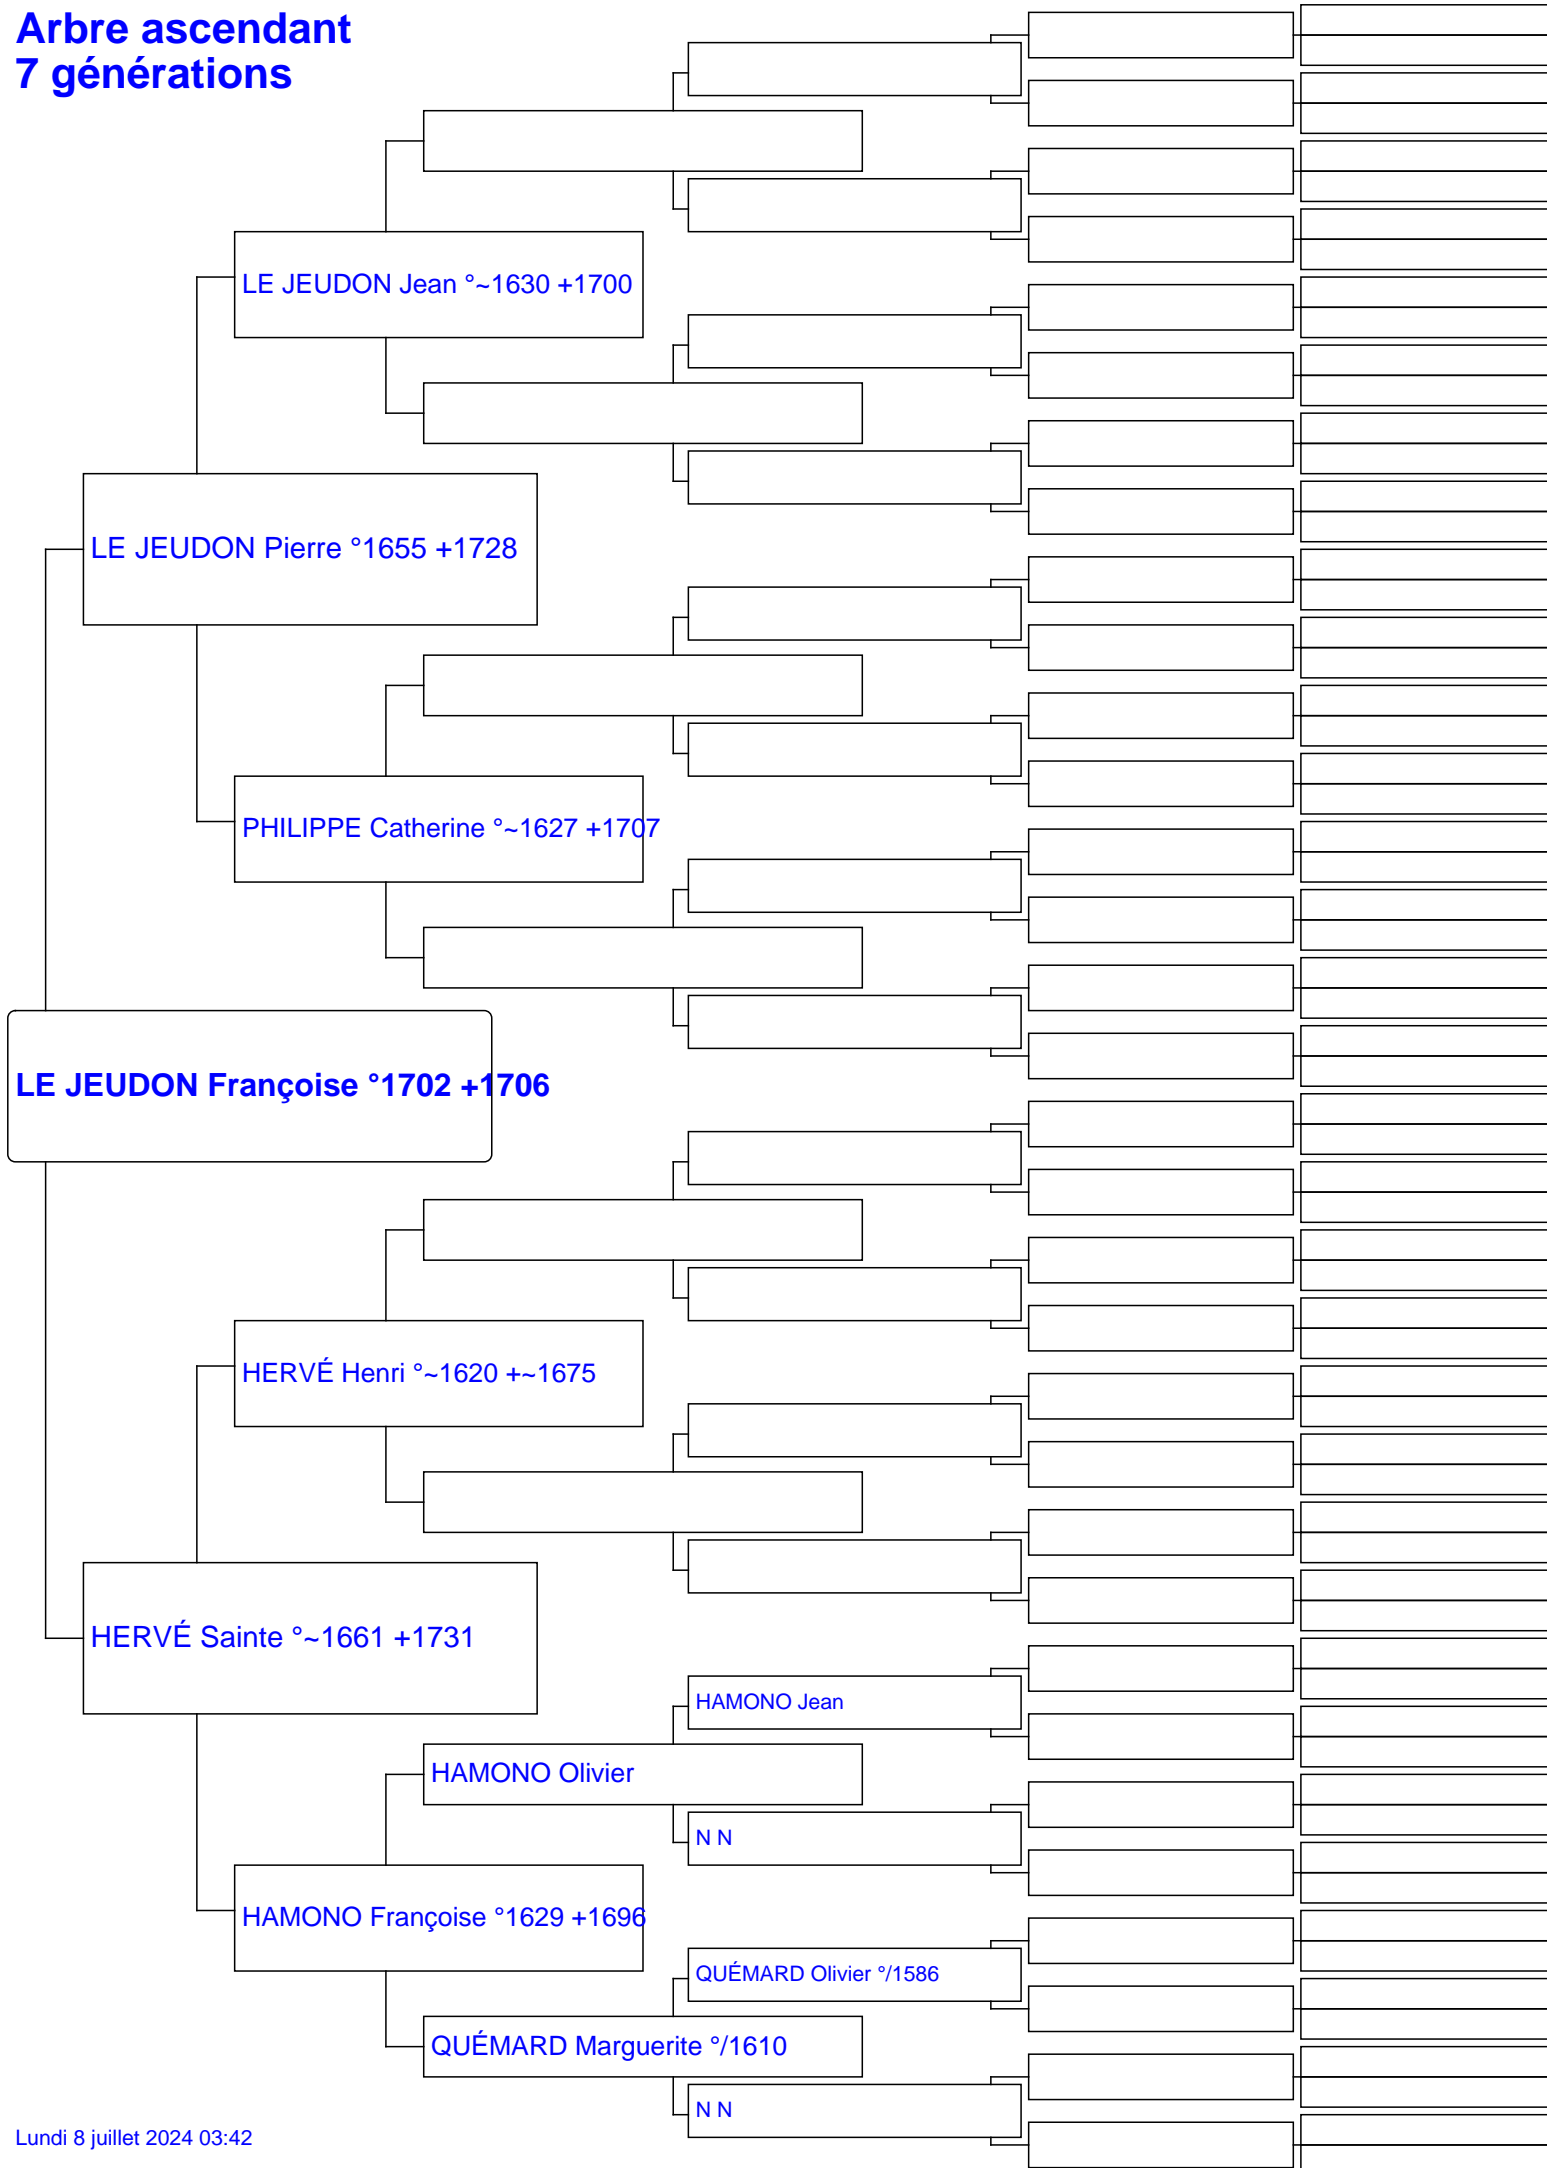 Arbre ascendant
7 générations
LE JEUDON Jean °~1630 +1700
LE JEUDON Pierre °1655 +1728
PHILIPPE Catherine °~1627 +1707
LE JEUDON Françoise °1702 +1706
HERVÉ Henri °~1620 +~1675
HERVÉ Sainte °~1661 +1731
HAMONO Jean
HAMONO Olivier
N N
HAMONO Françoise °1629 +1696
QUÉMARD Olivier °/1586
QUÉMARD Marguerite °/1610
N N
Lundi 8 juillet 2024 03:42